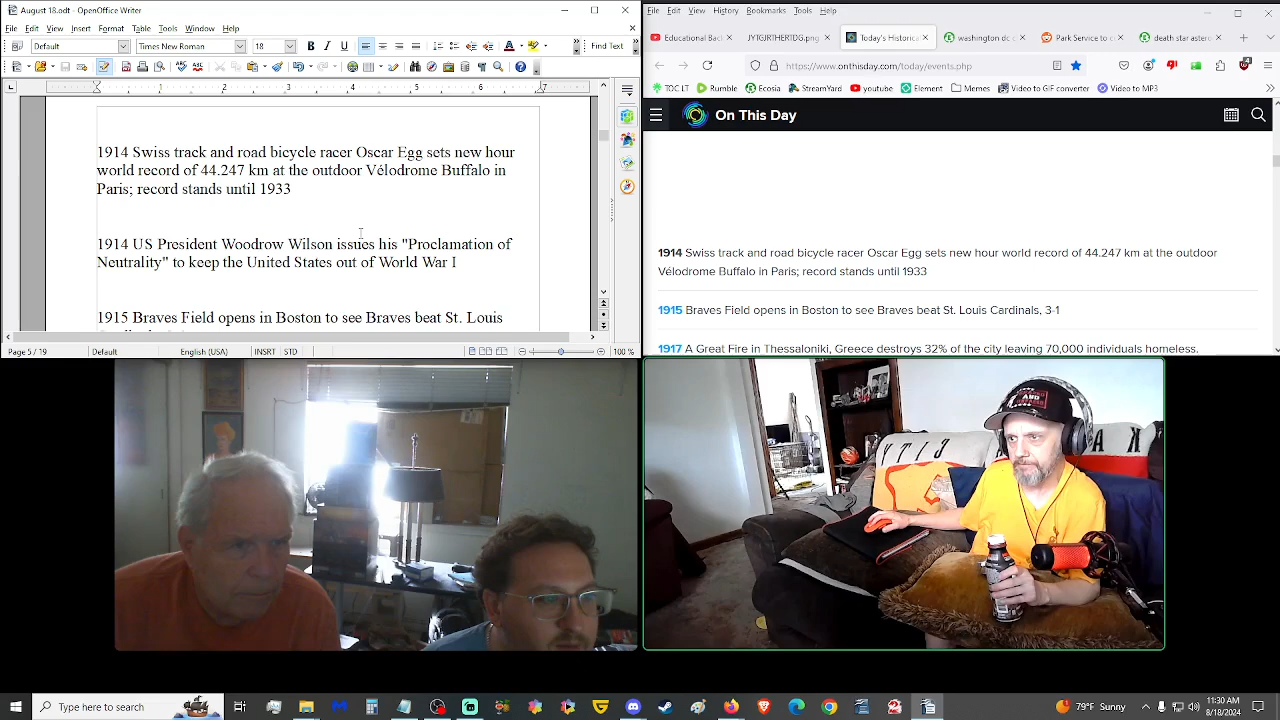 August 18.odt - OpenOffice Writer
File Edit View Insert Format Table Tools Window Help
Default Times New Roman 18 Find Text
1 2 3 4 5 6 7
1914 Swiss track and road bicycle racer Oscar Egg sets new hour
world record of 44.247 km at the outdoor Vélodrome Buffalo in
Paris; record stands until 1933
1914 US President Woodrow Wilson issues his "Proclamation of
Neutrality" to keep the United States out of World War I
1915 Braves Field opens in Boston to see Braves beat St. Louis
Page 5 / 19 Default English (USA) INSRT STD 100 %
File Edit View History Bookmarks Tools Help
Educational Bac JYTGJRTHERTDG.png Today's Historica washington dc c Park Service to c death star astero
https://www.onthisday.com/today/events.php
TOC LT Rumble Ecosia StreamYard youtube Element Memes Video to GIF converter Video to MP3
On This Day
1914 Swiss track and road bicycle racer Oscar Egg sets new hour world record of 44.247 km at the outdoor
Vélodrome Buffalo in Paris; record stands until 1933
1915 Braves Field opens in Boston to see Braves beat St. Louis Cardinals, 3-1
1917 A Great Fire in Thessaloniki, Greece destroys 32% of the city leaving 70,000 individuals homeless.
Type here to search
79°F Sunny
11:30 AM
8/18/2024